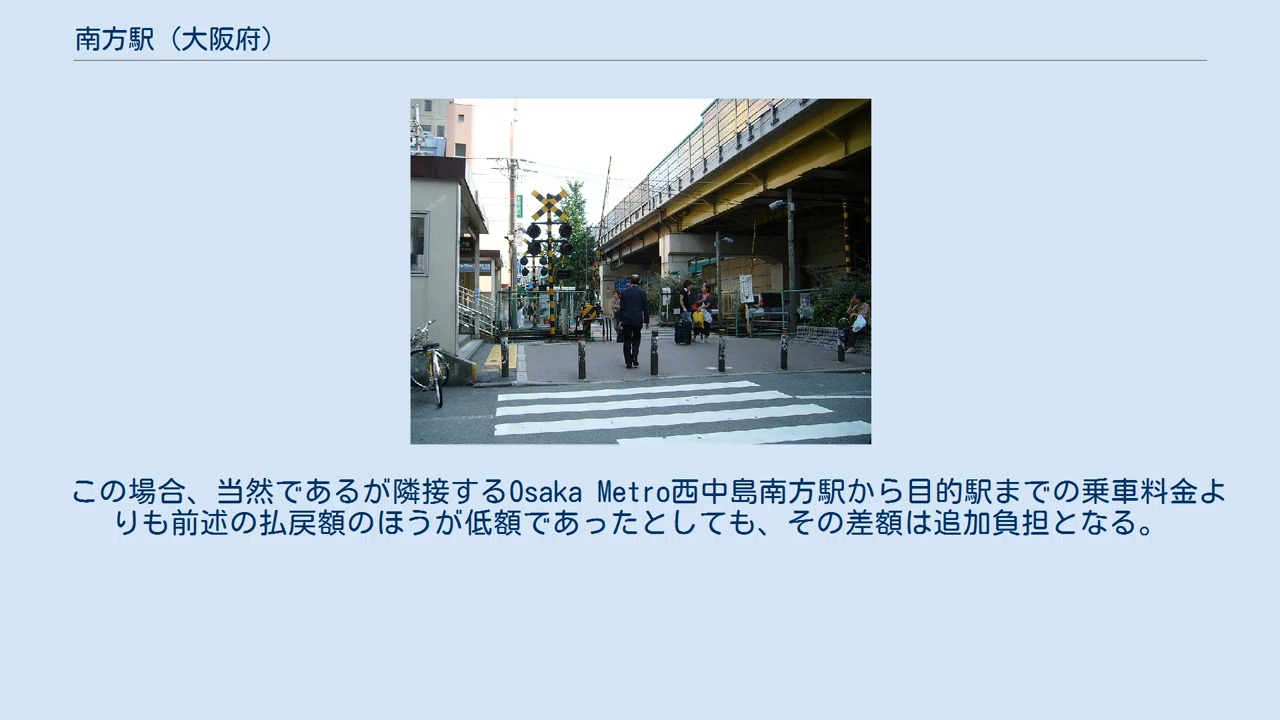 南方駅（大阪府）
この場合、当然であるが隣接するOsaka Metro西中島南方駅から目的駅までの乗車料金よ
りも前述の払戻額のほうが低額であったとしても、その差額は追加負担となる。